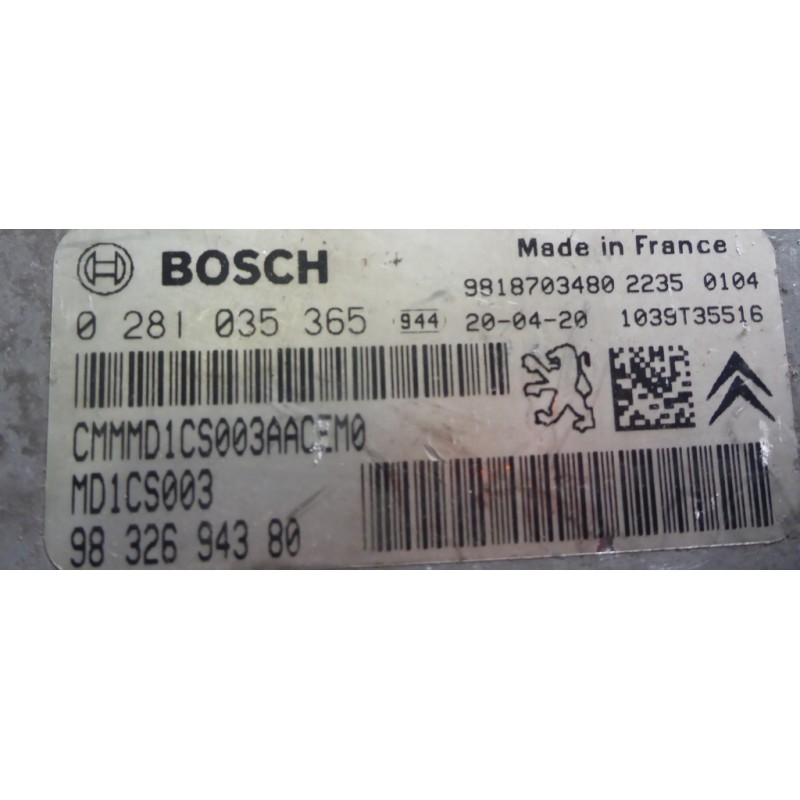 BOSCH
Made in France
9818703480 2235 0104
0 281 035 365 944 20-04-20 1039T35516
CMMMD1CS003AACEM0
MD1CS003
98 326 943 80